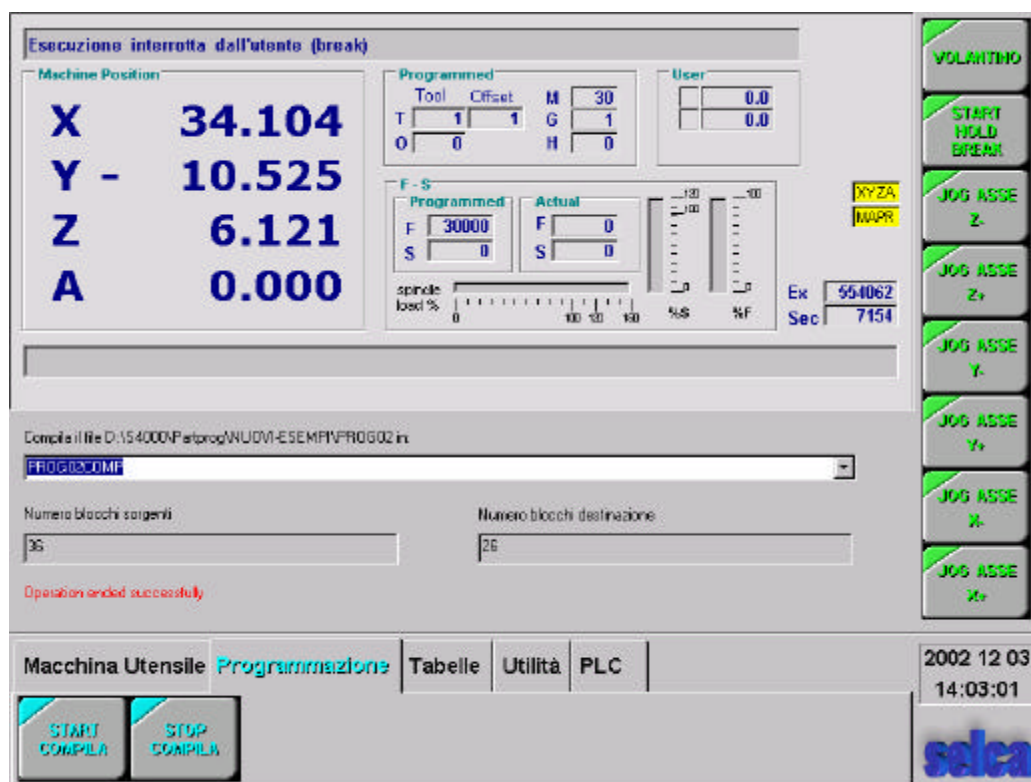 Esecuzione interrotta dall'utente (break)
Machine Position
X 34.104
Y - 10.525
Z 6.121
A 0.000
Programmed
Tool Offset
T 1 1
O 0
M 30
G 1
H 0
User
0.0
0.0
F - S
Programmed
F 30000
S 0
Actual
F 0
S 0
spindle
load %
0 100 120 150
120
100
0
%S
100
0
%F
XYZA
MAPR
Ex 554062
Sec 7154
Compila il file D:\S4000\Partprog\NUOVI-ESEMPI\PROG02 in:
PROG02COMP
Numero blocchi sorgenti
36
Numero blocchi destinazione
26
Operation ended successfully
VOLANTINO
START
HOLD
BREAK
JOG ASSE
Z-
JOG ASSE
Z+
JOG ASSE
Y-
JOG ASSE
Y+
JOG ASSE
X-
JOG ASSE
X+
Macchina Utensile Programmazione Tabelle Utilità PLC
START
COMPILA
STOP
COMPILA
2002 12 03
14:03:01
selca